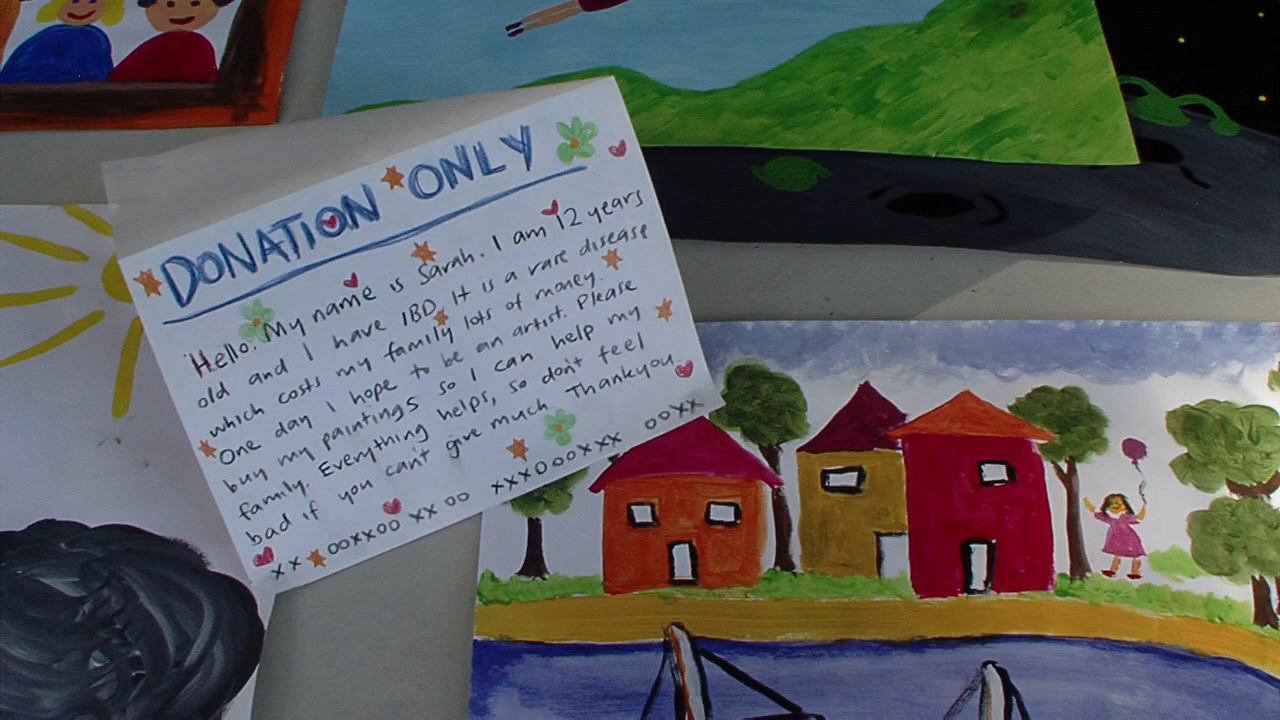 DONATION ONLY
Hello. My name is Sarah. I am 12 years
old and I have IBD. It is a rare disease
which costs my family lots of money.
One day I hope to be an artist. Please
buy my paintings so I can help my
family. Everything helps, so don't feel
bad if you can't give much. Thankyou.
xx ooxxoo xx oo xxxoooxxx ooxx